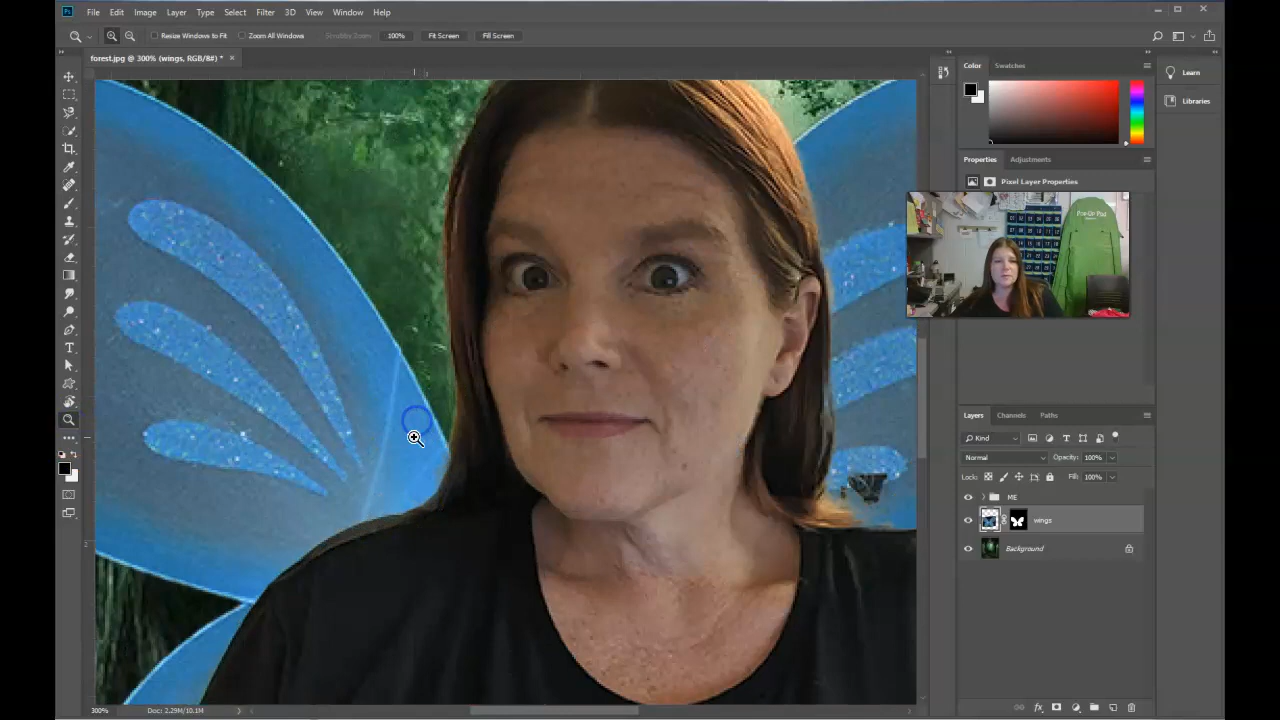 Ps File Edit Image Layer Type Select Filter 3D View Window Help
Resize Windows to Fit Zoom All Windows Scrubby Zoom 100% Fit Screen Fill Screen
forest.jpg @ 300% (wings, RGB/8#) * ×
Color Swatches
Learn
Libraries
Properties Adjustments
Pixel Layer Properties
Layers Channels Paths
Kind
Normal Opacity: 100%
Lock: Fill: 100%
ME
wings
Background
300% Doc: 2.29M/10.1M